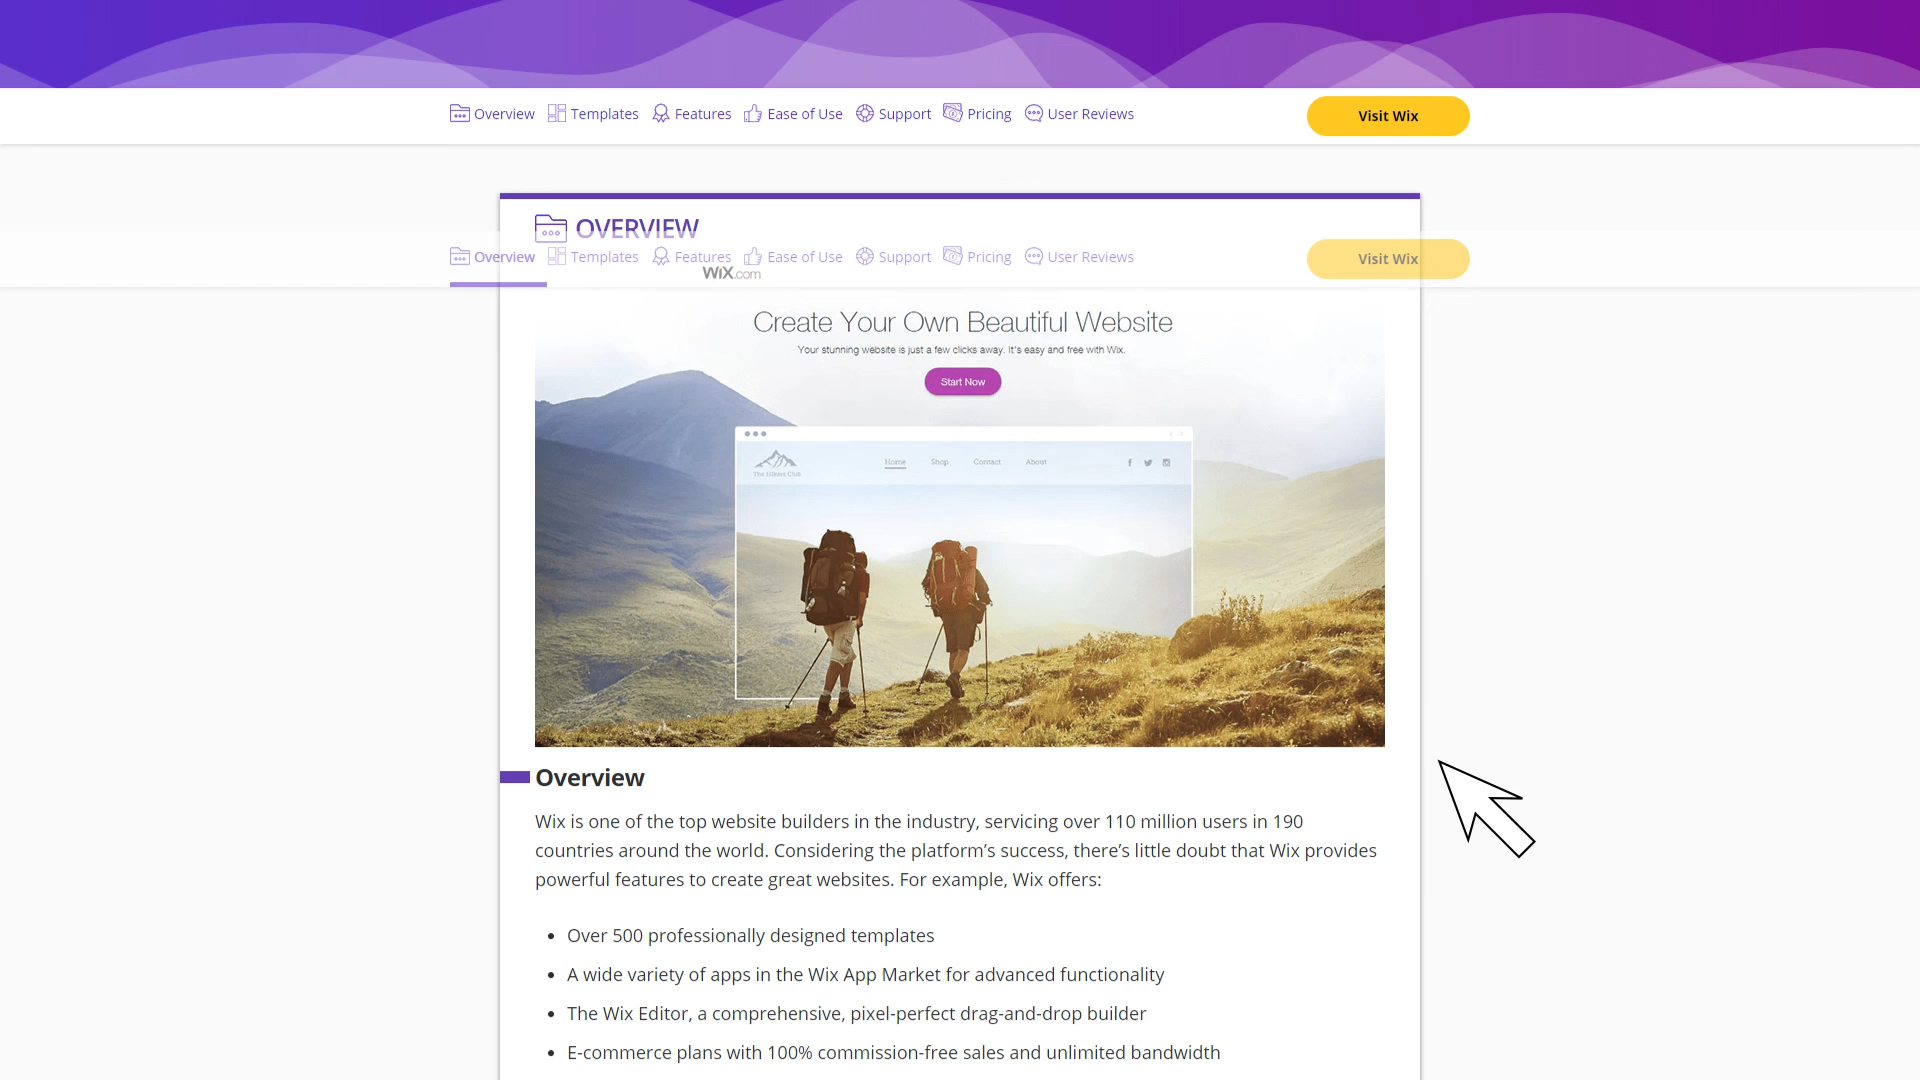 Overview Templates Features Ease of Use Support Pricing User Reviews Visit Wix
OVERVIEW
Overview Templates Features Ease of Use Support Pricing User Reviews Visit Wix
WiX.com
Create Your Own Beautiful Website
Your stunning website is just a few clicks away. It's easy and free with Wix.
Start Now
Home Shop Contact About
The Hikers Club
Overview
Wix is one of the top website builders in the industry, servicing over 110 million users in 190
countries around the world. Considering the platform’s success, there’s little doubt that Wix provides
powerful features to create great websites. For example, Wix offers:
• Over 500 professionally designed templates
• A wide variety of apps in the Wix App Market for advanced functionality
• The Wix Editor, a comprehensive, pixel-perfect drag-and-drop builder
• E-commerce plans with 100% commission-free sales and unlimited bandwidth